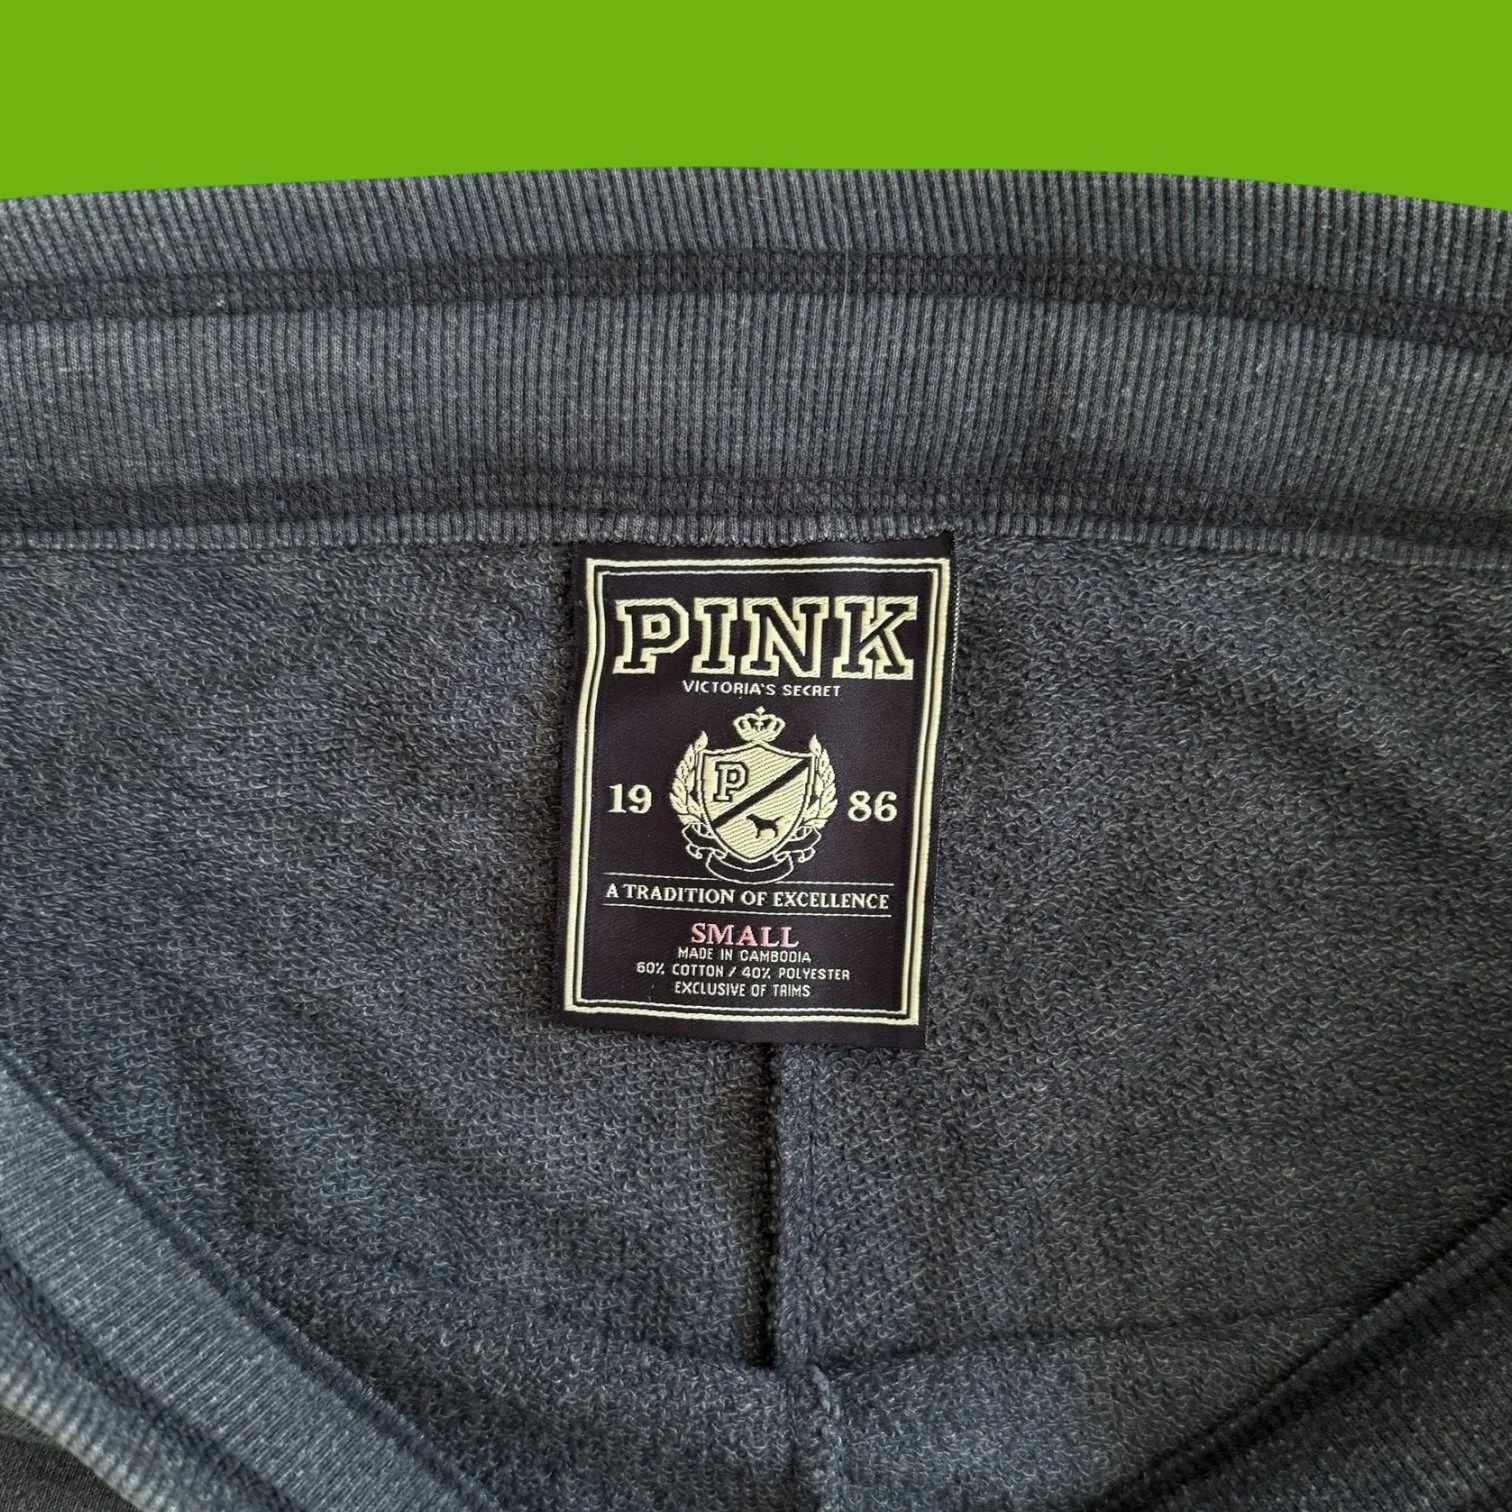 PINK
VICTORIA'S SECRET
P
19 86
A TRADITION OF EXCELLENCE
SMALL
MADE IN CAMBODIA
60% COTTON / 40% POLYESTER
EXCLUSIVE OF TRIMS